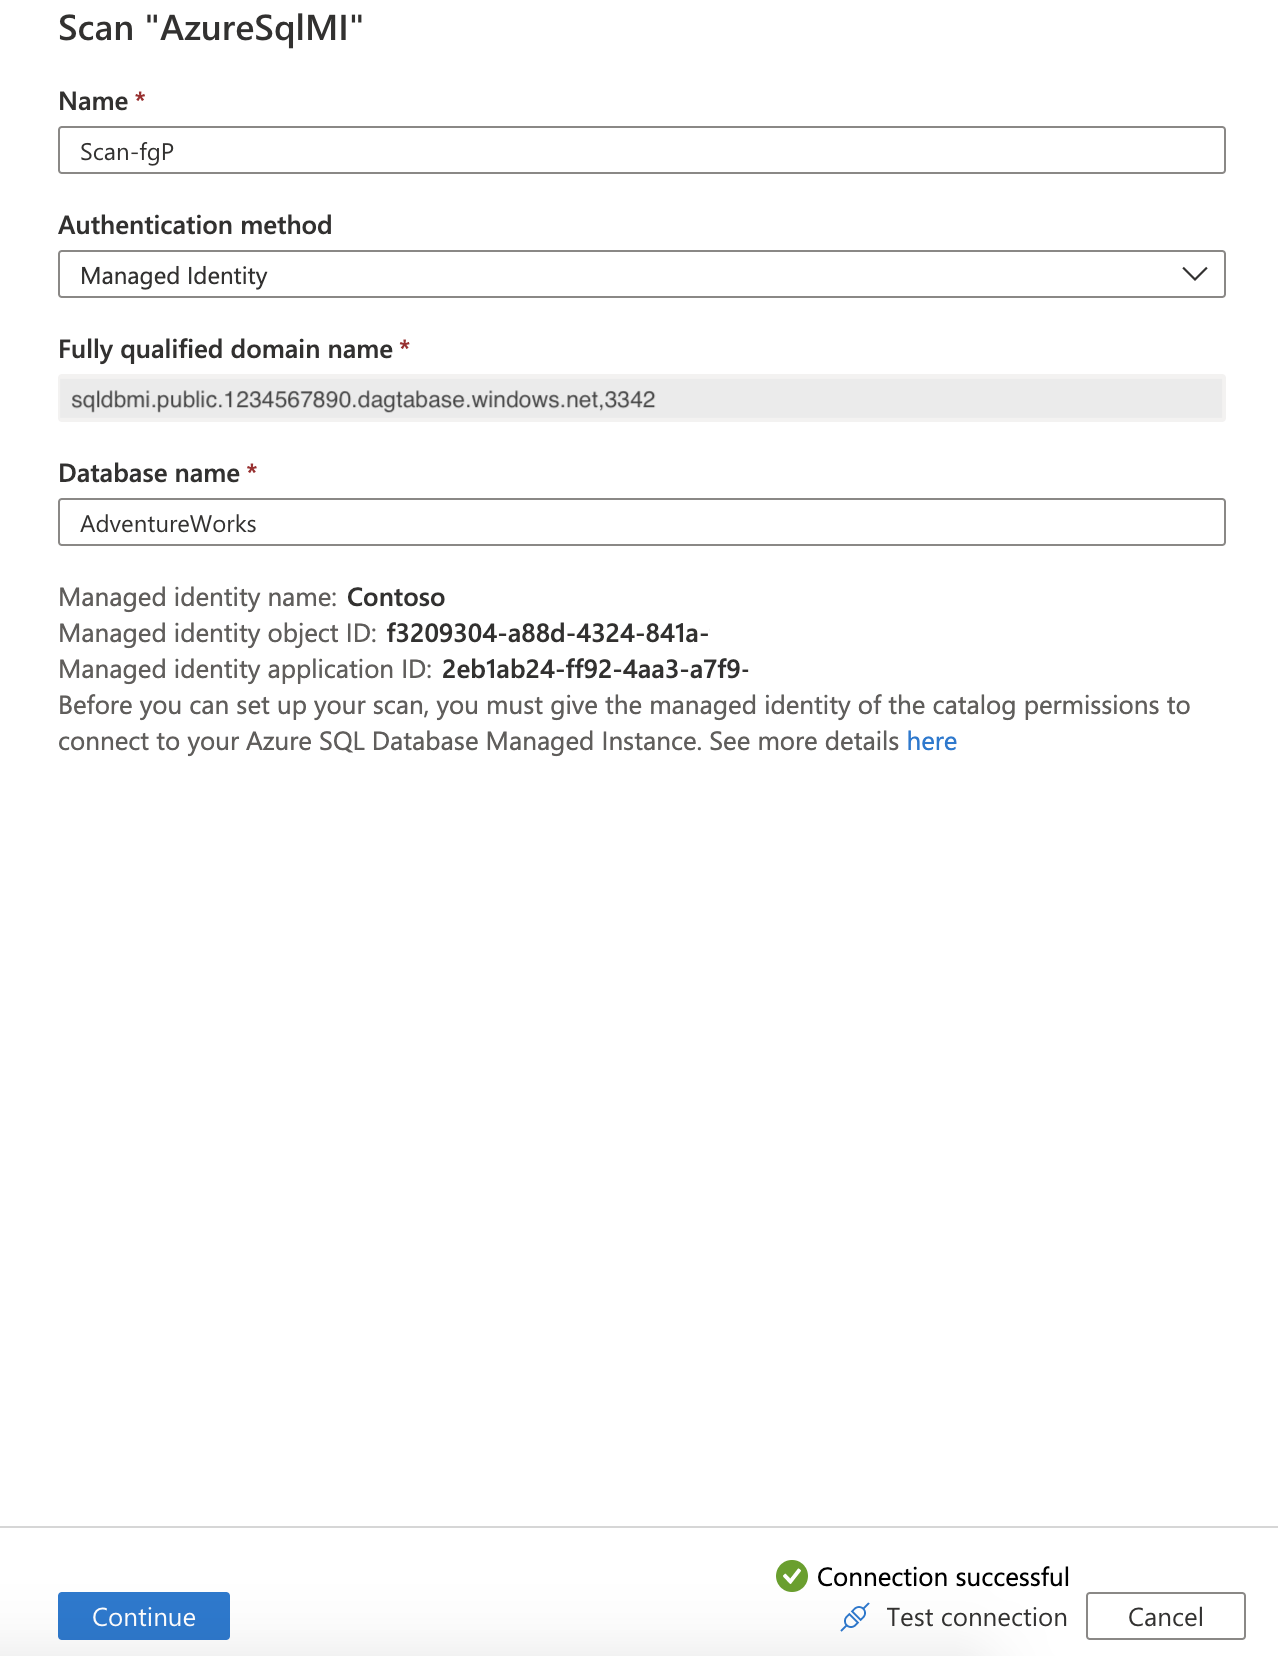 Scan "AzureSqlMI"
Name *
Scan-fgP
Authentication method
Managed Identity
Fully qualified domain name *
sqldbmi.public.1234567890.dagtabase.windows.net,3342
Database name *
AdventureWorks
Managed identity name: Contoso
Managed identity object ID: f3209304-a88d-4324-841a-
Managed identity application ID: 2eb1ab24-ff92-4aa3-a7f9-
Before you can set up your scan, you must give the managed identity of the catalog permissions to
connect to your Azure SQL Database Managed Instance. See more details here
Connection successful
Continue
Test connection
Cancel